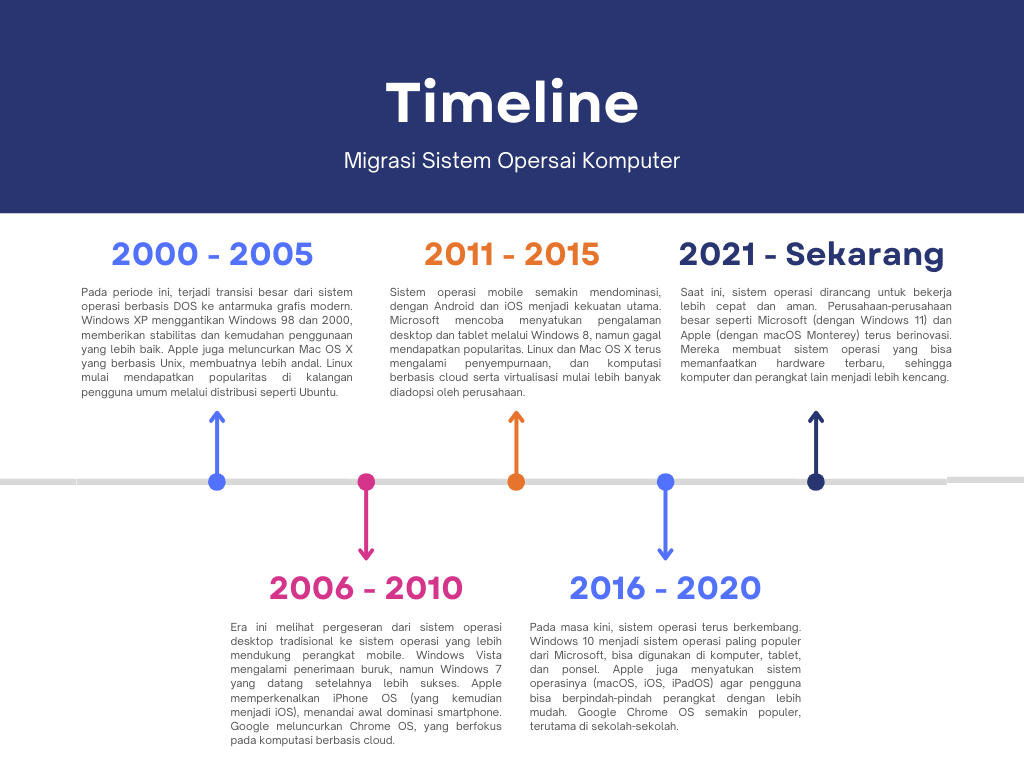 Timeline
Migrasi Sistem Opersai Komputer
2000 - 2005
Pada periode ini, terjadi transisi besar dari sistem
operasi berbasis DOS ke antarmuka grafis modern.
Windows XP menggantikan Windows 98 dan 2000,
memberikan stabilitas dan kemudahan penggunaan
yang lebih baik. Apple juga meluncurkan Mac OS X
yang berbasis Unix, membuatnya lebih andal. Linux
mulai mendapatkan popularitas di kalangan
pengguna umum melalui distribusi seperti Ubuntu.
2011 - 2015
Sistem operasi mobile semakin mendominasi,
dengan Android dan iOS menjadi kekuatan utama.
Microsoft mencoba menyatukan pengalaman
desktop dan tablet melalui Windows 8, namun gagal
mendapatkan popularitas. Linux dan Mac OS X terus
mengalami penyempurnaan, dan komputasi
berbasis cloud serta virtualisasi mulai lebih banyak
diadopsi oleh perusahaan.
2021 - Sekarang
Saat ini, sistem operasi dirancang untuk bekerja
lebih cepat dan aman. Perusahaan-perusahaan
besar seperti Microsoft (dengan Windows 11) dan
Apple (dengan macOS Monterey) terus berinovasi.
Mereka membuat sistem operasi yang bisa
memanfaatkan hardware terbaru, sehingga
komputer dan perangkat lain menjadi lebih kencang.
2006 - 2010
Era ini melihat pergeseran dari sistem operasi
desktop tradisional ke sistem operasi yang lebih
mendukung perangkat mobile. Windows Vista
mengalami penerimaan buruk, namun Windows 7
yang datang setelahnya lebih sukses. Apple
memperkenalkan iPhone OS (yang kemudian
menjadi iOS), menandai awal dominasi smartphone.
Google meluncurkan Chrome OS, yang berfokus
pada komputasi berbasis cloud.
2016 - 2020
Pada masa kini, sistem operasi terus berkembang.
Windows 10 menjadi sistem operasi paling populer
dari Microsoft, bisa digunakan di komputer, tablet,
dan ponsel. Apple juga menyatukan sistem
operasinya (macOS, iOS, iPadOS) agar pengguna
bisa berpindah-pindah perangkat dengan lebih
mudah. Google Chrome OS semakin populer,
terutama di sekolah-sekolah.